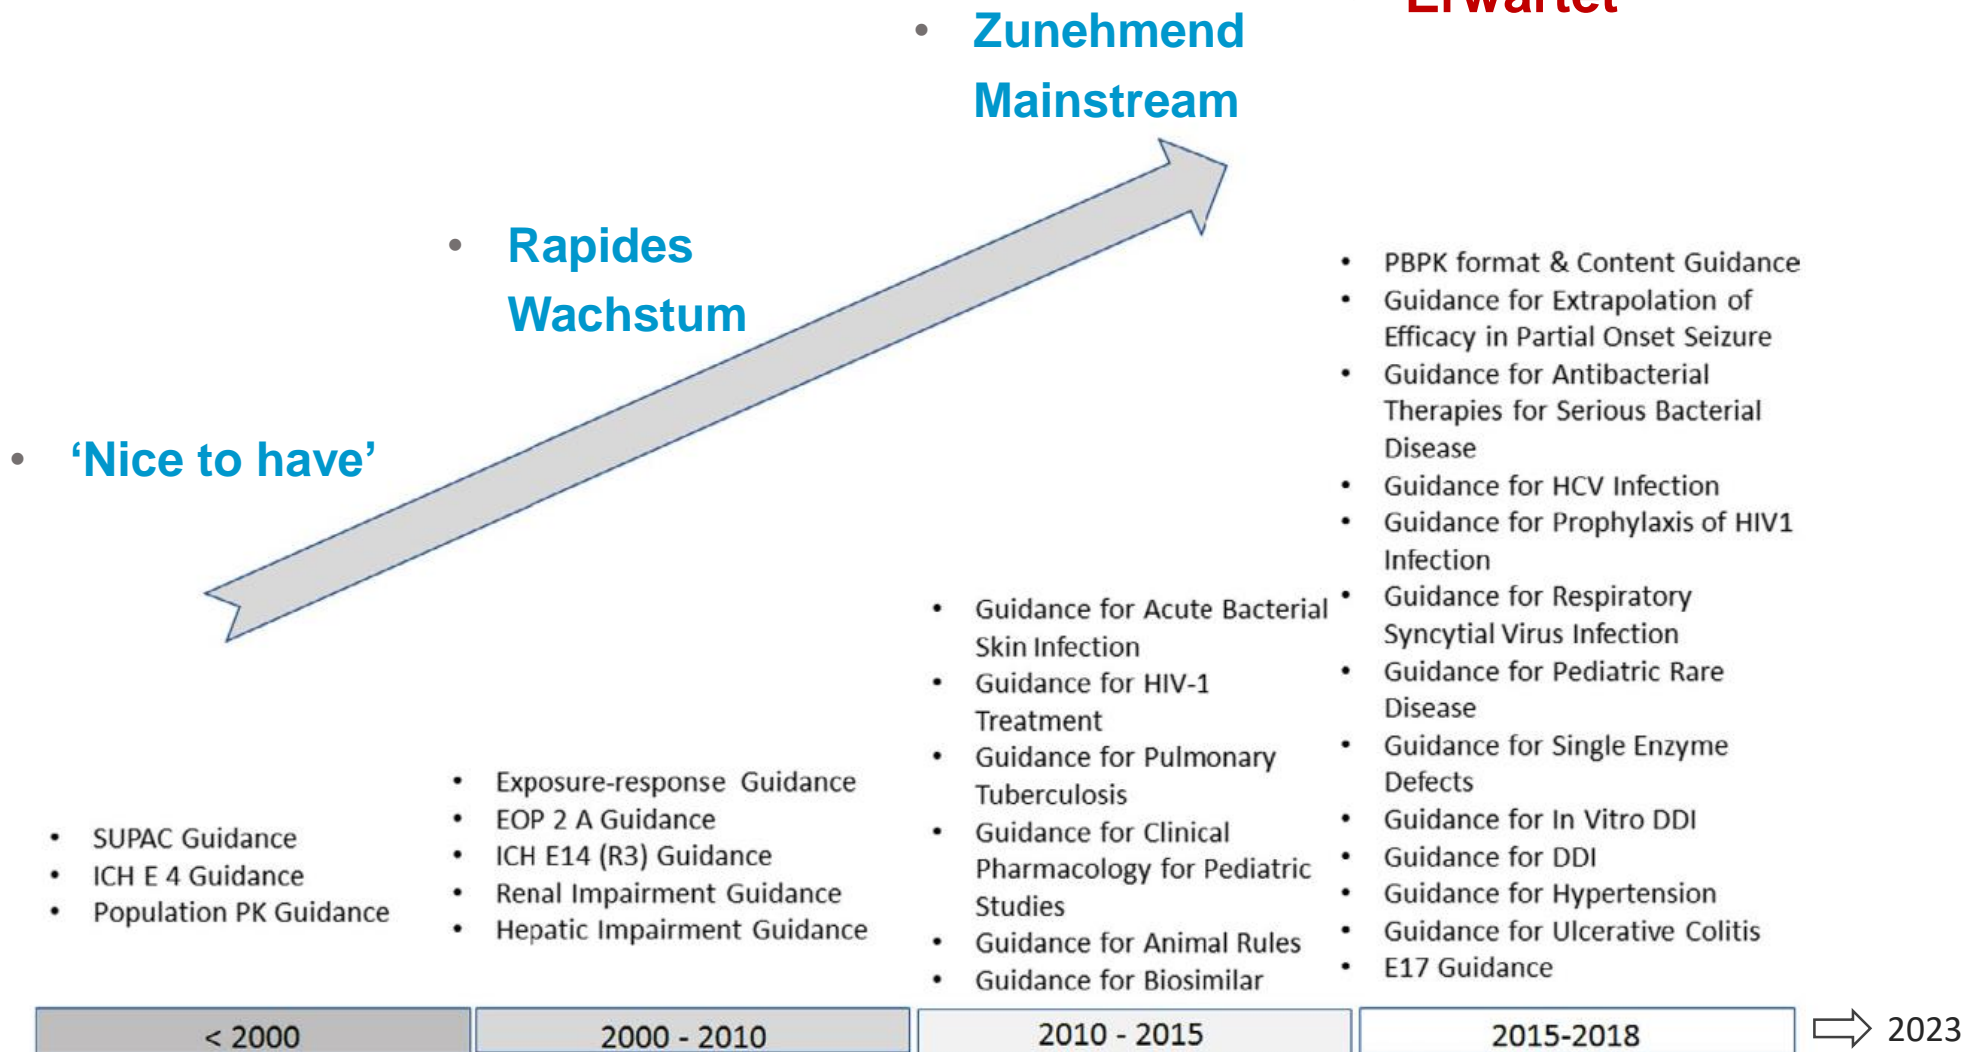 Erwartet
• Zunehmend
Mainstream
• Rapides
Wachstum
• ‘Nice to have’
• SUPAC Guidance
• ICH E 4 Guidance
• Population PK Guidance
• Exposure-response Guidance
• EOP 2 A Guidance
• ICH E14 (R3) Guidance
• Renal Impairment Guidance
• Hepatic Impairment Guidance
• Guidance for Acute Bacterial
Skin Infection
• Guidance for HIV-1
Treatment
• Guidance for Pulmonary
Tuberculosis
• Guidance for Clinical
Pharmacology for Pediatric
Studies
• Guidance for Animal Rules
• Guidance for Biosimilar
• PBPK format & Content Guidance
• Guidance for Extrapolation of
Efficacy in Partial Onset Seizure
• Guidance for Antibacterial
Therapies for Serious Bacterial
Disease
• Guidance for HCV Infection
• Guidance for Prophylaxis of HIV1
Infection
• Guidance for Respiratory
Syncytial Virus Infection
• Guidance for Pediatric Rare
Disease
• Guidance for Single Enzyme
Defects
• Guidance for In Vitro DDI
• Guidance for DDI
• Guidance for Hypertension
• Guidance for Ulcerative Colitis
• E17 Guidance
< 2000
2000 - 2010
2010 - 2015
2015-2018
2023